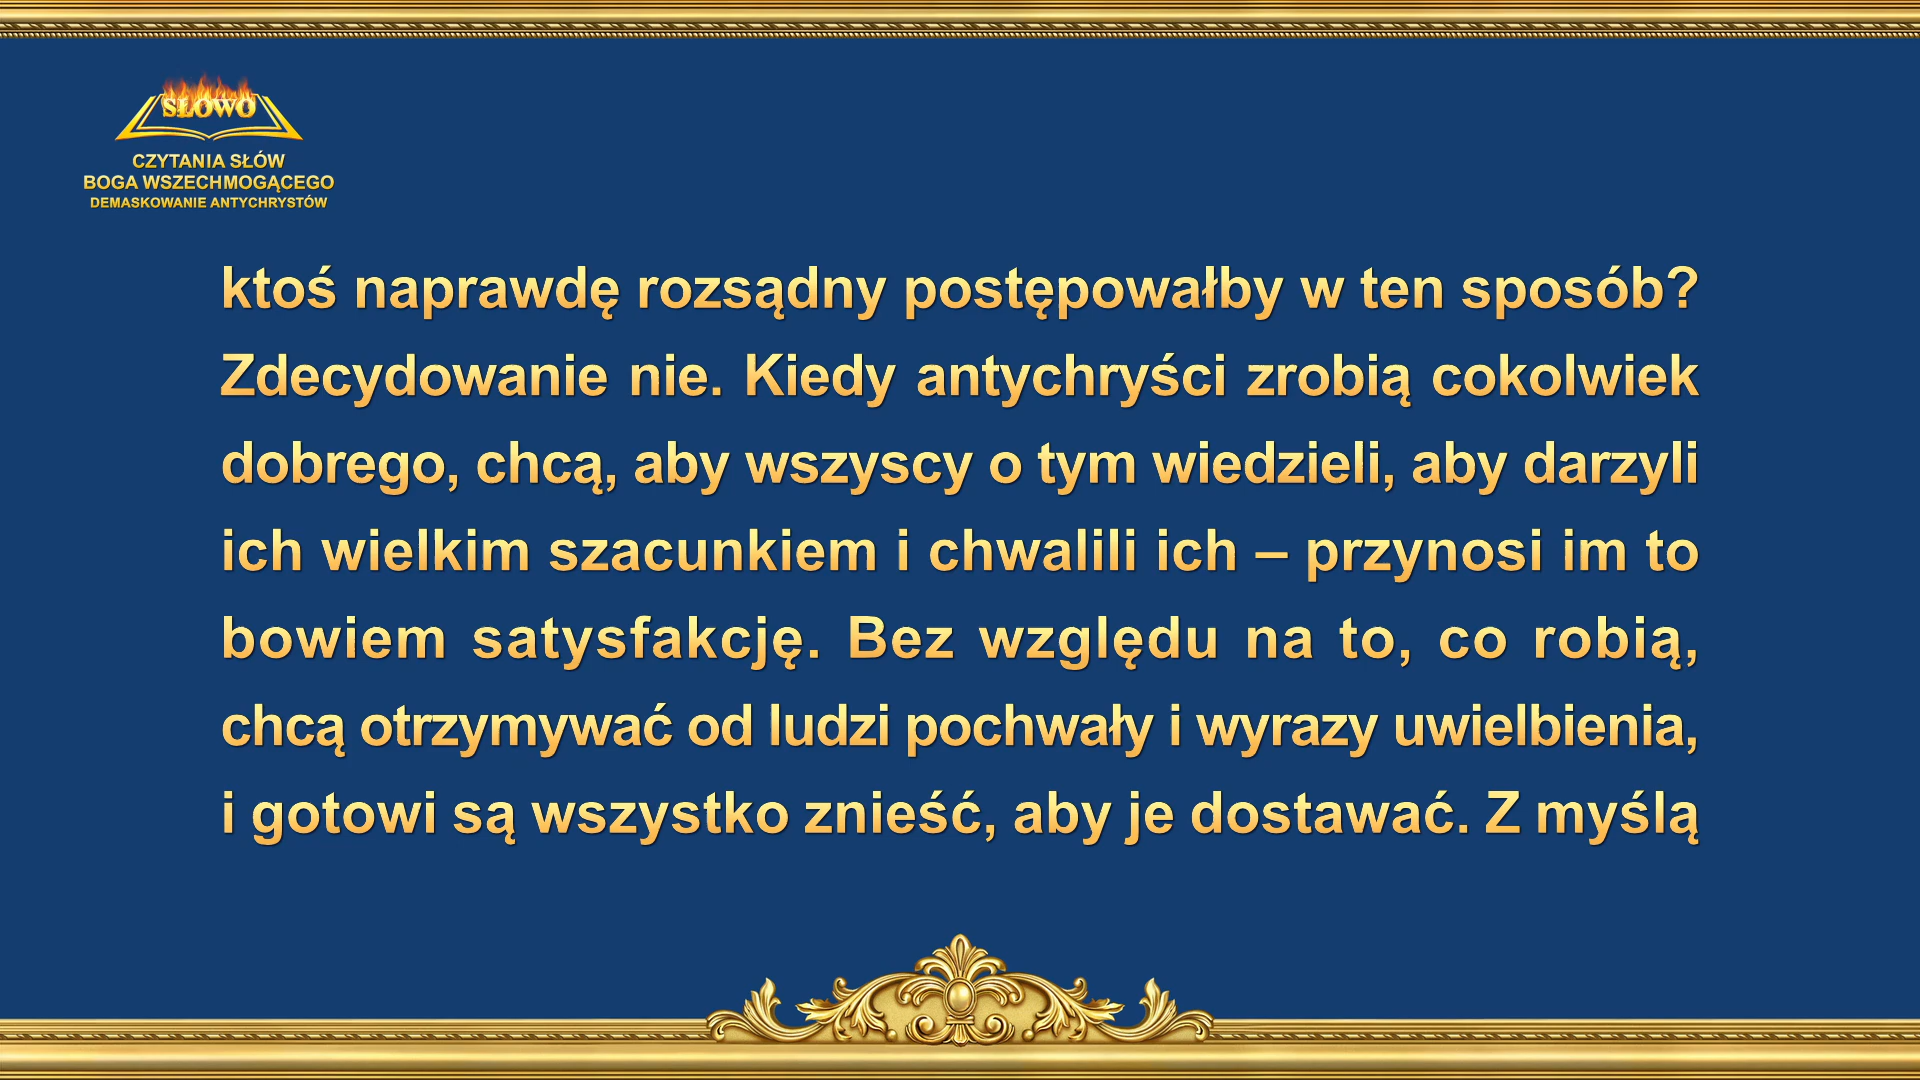 SŁOWO
CZYTANIA SŁÓW
BOGA WSZECHMOGĄCEGO
DEMASKOWANIE ANTYCHRYSTÓW
ktoś naprawdę rozsądny postępowałby w ten sposób?
Zdecydowanie nie. Kiedy antychryści zrobią cokolwiek
dobrego, chcą, aby wszyscy o tym wiedzieli, aby darzyli
ich wielkim szacunkiem i chwalili ich – przynosi im to
bowiem satysfakcję. Bez względu na to, co robią,
chcą otrzymywać od ludzi pochwały i wyrazy uwielbienia,
i gotowi są wszystko znieść, aby je dostawać. Z myślą